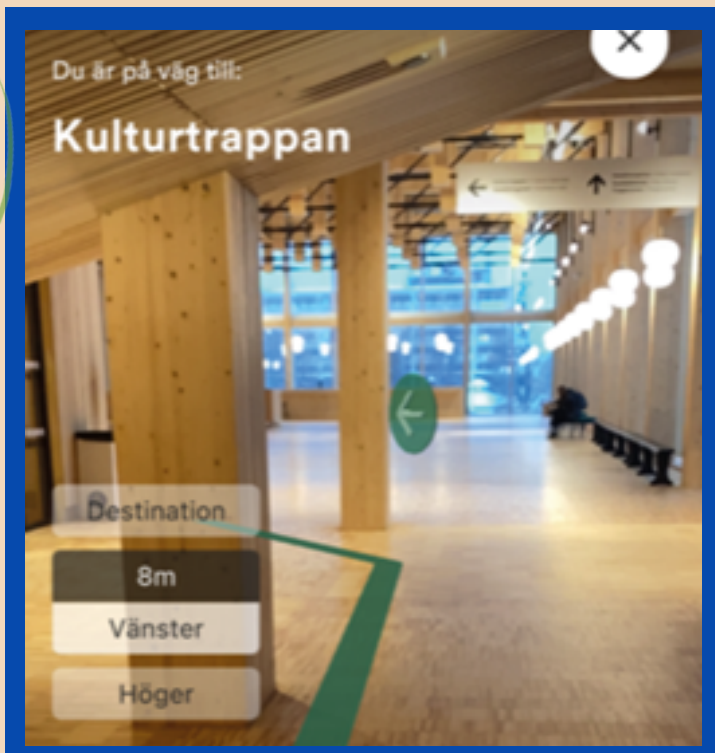 Du är på väg till:
Kulturtrappan
Destination
8m
Vänster
Höger